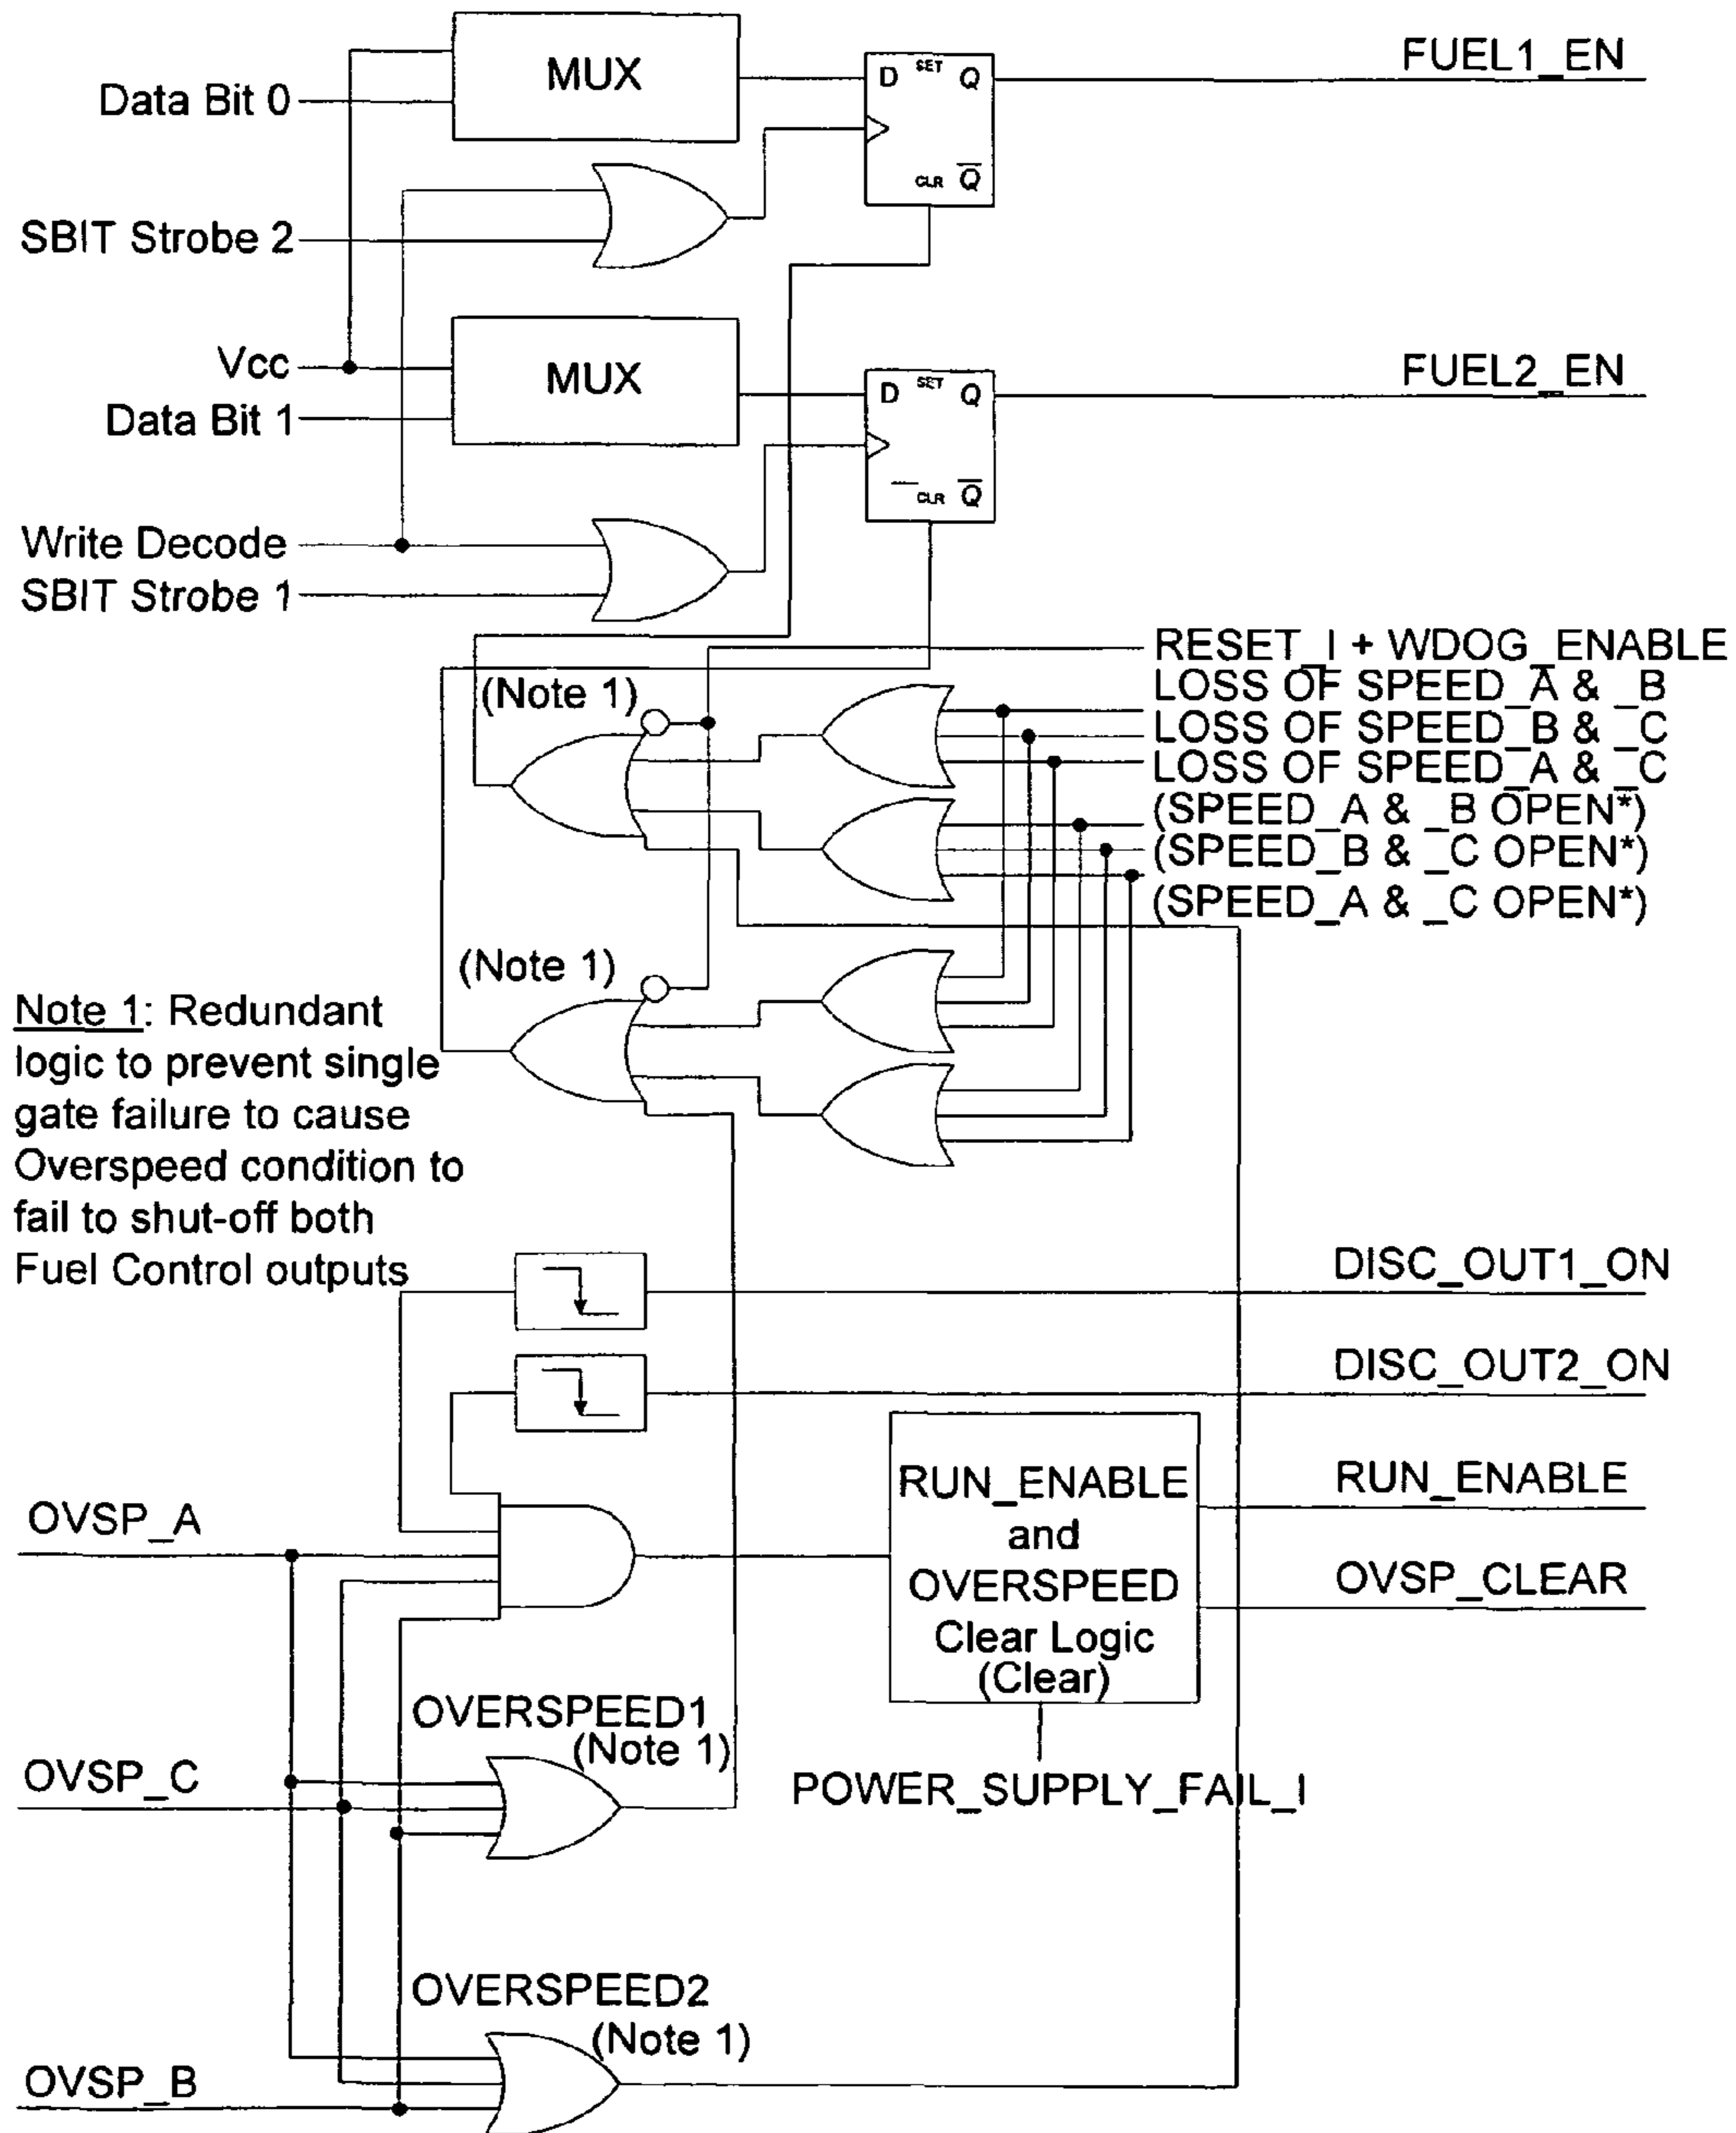 MUX
D SET Q
CLR Q
FUEL1_EN
Data Bit 0
SBIT Strobe 2
Vcc
Data Bit 1
MUX
D SET Q
CLR Q
FUEL2_EN
Write Decode
SBIT Strobe 1
RESET_I + WDOG_ENABLE
LOSS OF SPEED_A & _B
LOSS OF SPEED_B & _C
LOSS OF SPEED_A & _C
(SPEED_A & _B OPEN*)
(SPEED_B & _C OPEN*)
(SPEED_A & _C OPEN*)
(Note 1)
(Note 1)
Note 1: Redundant
logic to prevent single
gate failure to cause
Overspeed condition to
fail to shut-off both
Fuel Control outputs
DISC_OUT1_ON
DISC_OUT2_ON
RUN_ENABLE
and
OVERSPEED
Clear Logic
(Clear)
RUN_ENABLE
OVSP_CLEAR
OVSP_A
OVERSPEED1
(Note 1)
OVSP_C
POWER_SUPPLY_FAIL_I
OVERSPEED2
(Note 1)
OVSP_B